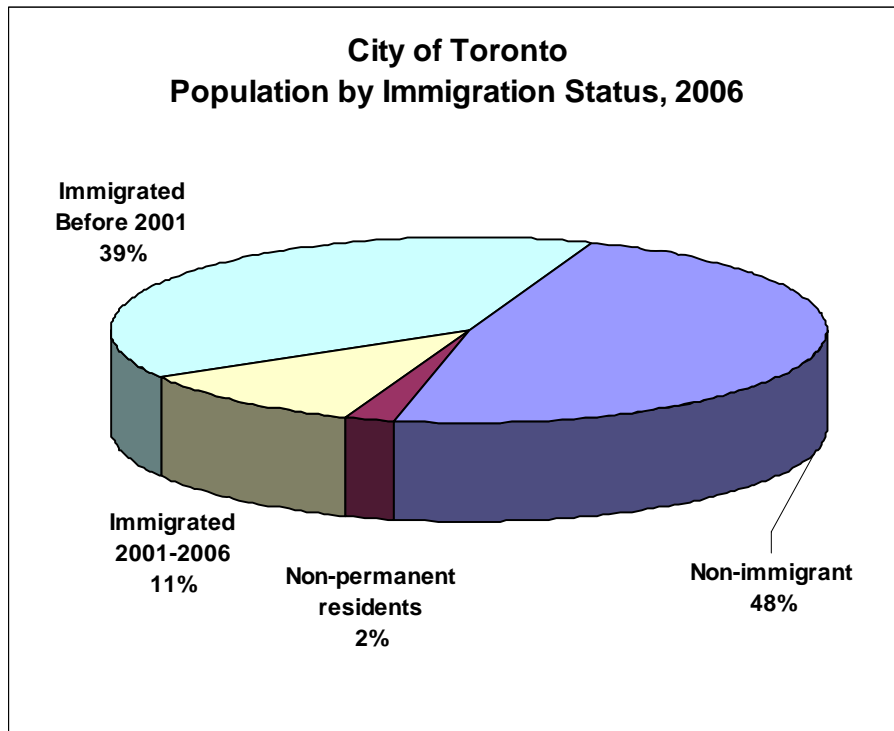 City of Toronto
Population by Immigration Status, 2006
Immigrated
Before 2001
39%
Immigrated
2001-2006
11%
Non-permanent
residents
2%
Non-immigrant
48%